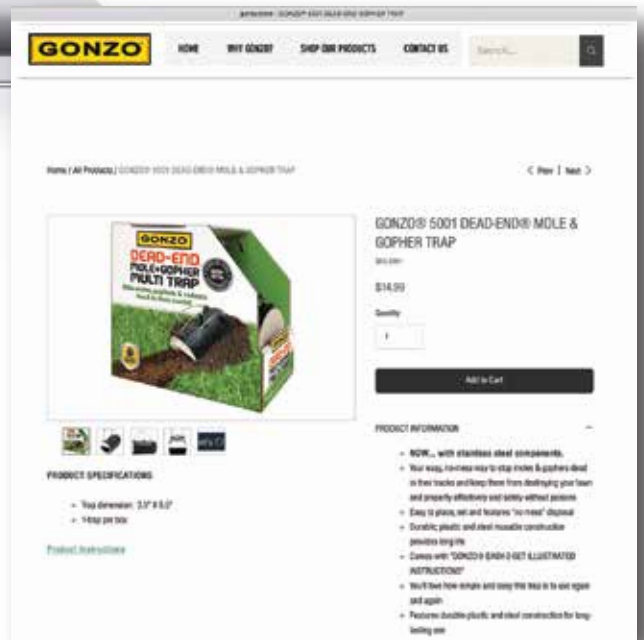 GONZO
HOME WHY GONZO? SHOP OUR PRODUCTS CONTACT US Search...
Home / All Products / GONZO® 5001 DEAD-END® MOLE & GOPHER TRAP < Prev | Next >
GONZO
DEAD-END
MOLE+GOPHER
MULTI TRAP
GONZO® 5001 DEAD-END® MOLE &
GOPHER TRAP
$14.99
Quantity
1
Add to Cart
PRODUCT SPECIFICATIONS
1-trap per box
Product Instructions
PRODUCT INFORMATION
NOW... with stainless steel components.
Your easy, no-mess way to stop moles & gophers dead
in their tracks and keep them from destroying your lawn
and property effectively and safely without poisons
Easy to place, set and features "no mess" disposal
Durable, plastic and steel reusable construction
provides long life
Comes with "GONZO® EASY-2-SET ILLUSTRATED
INSTRUCTIONS"
You'll love how simple and easy this trap is to use again
and again
Features durable plastic and steel construction for long-
lasting use